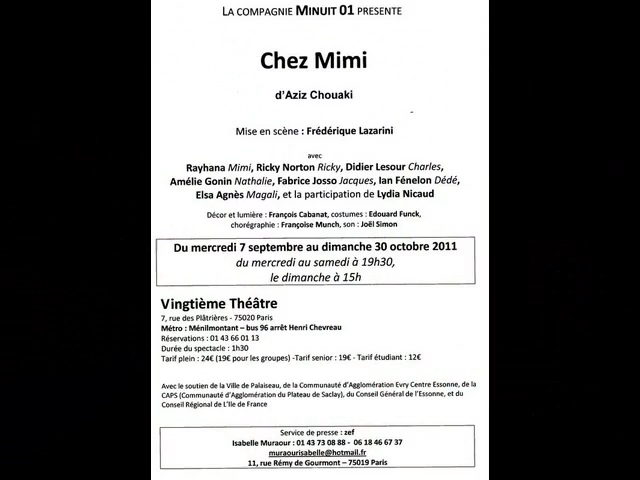 LA COMPAGNIE MINUIT 01 PRESENTE
Chez Mimi
d'Aziz Chouaki
Mise en scène : Frédérique Lazarini
avec
Rayhana Mimi, Ricky Norton Ricky, Didier Lesour Charles,
Amélie Gonin Nathalie, Fabrice Josso Jacques, Ian Fénelon Dédé,
Elsa Agnès Magali, et la participation de Lydia Nicaud
Décor et lumière : François Cabanat, costumes : Edouard Funck,
chorégraphie : Françoise Munch, son : Joël Simon
Du mercredi 7 septembre au dimanche 30 octobre 2011
du mercredi au samedi à 19h30,
le dimanche à 15h
Vingtième Théâtre
7, rue des Plâtrières - 75020 Paris
Métro : Ménilmontant – bus 96 arrêt Henri Chevreau
Réservations : 01 43 66 01 13
Durée du spectacle : 1h30
Tarif plein : 24€ (19€ pour les groupes) -Tarif senior : 19€ - Tarif étudiant : 12€
Avec le soutien de la Ville de Palaiseau, de la Communauté d'Agglomération Evry Centre Essonne, de la
CAPS (Communauté d'Agglomération du Plateau de Saclay), du Conseil Général de l'Essonne, et du
Conseil Régional de L'Ile de France
Service de presse : zef
Isabelle Muraour : 01 43 73 08 88 - 06 18 46 67 37
muraourisabelle@hotmail.fr
11, rue Rémy de Gourmont – 75019 Paris